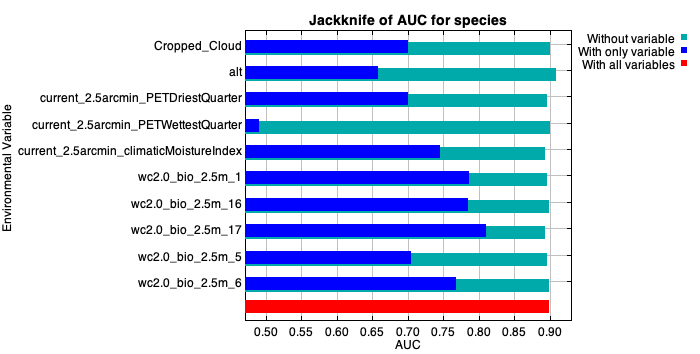 Jackknife of AUC for species
Without variable
With only variable
With all variables
Environmental Variable
Cropped_Cloud
alt
current_2.5arcmin_PETDriestQuarter
current_2.5arcmin_PETWettestQuarter
current_2.5arcmin_climaticMoistureIndex
wc2.0_bio_2.5m_1
wc2.0_bio_2.5m_16
wc2.0_bio_2.5m_17
wc2.0_bio_2.5m_5
wc2.0_bio_2.5m_6
0.50 0.55 0.60 0.65 0.70 0.75 0.80 0.85 0.90
AUC